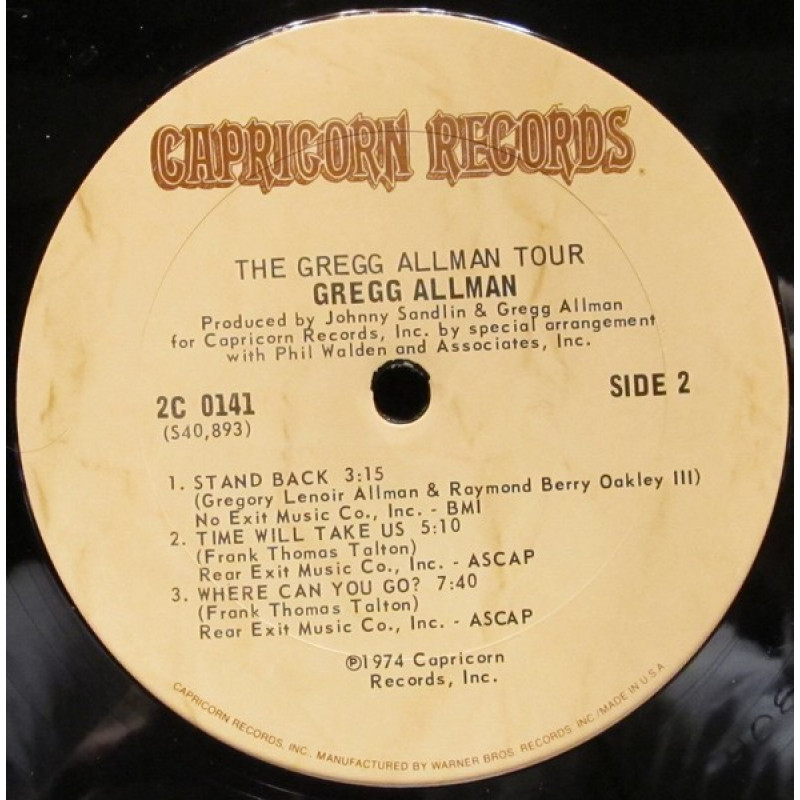 CAPRICORN RECORDS
THE GREGG ALLMAN TOUR
GREGG ALLMAN
Produced by Johnny Sandlin & Gregg Allman
for Capricorn Records, Inc. by special arrangement
with Phil Walden and Associates, Inc.
2C 0141
SIDE 2
(S40,893)
1. STAND BACK 3:15
(Gregory Lenoir Allman & Raymond Berry Oakley III)
No Exit Music Co., Inc. - BMI
2. TIME WILL TAKE US 5:10
(Frank Thomas Talton)
Rear Exit Music Co., Inc. - ASCAP
3. WHERE CAN YOU GO? 7:40
(Frank Thomas Talton)
Rear Exit Music Co., Inc. - ASCAP
℗1974 Capricorn
Records, Inc.
CAPRICORN RECORDS, INC., MANUFACTURED BY WARNER BROS. RECORDS INC./MADE IN U.S.A.